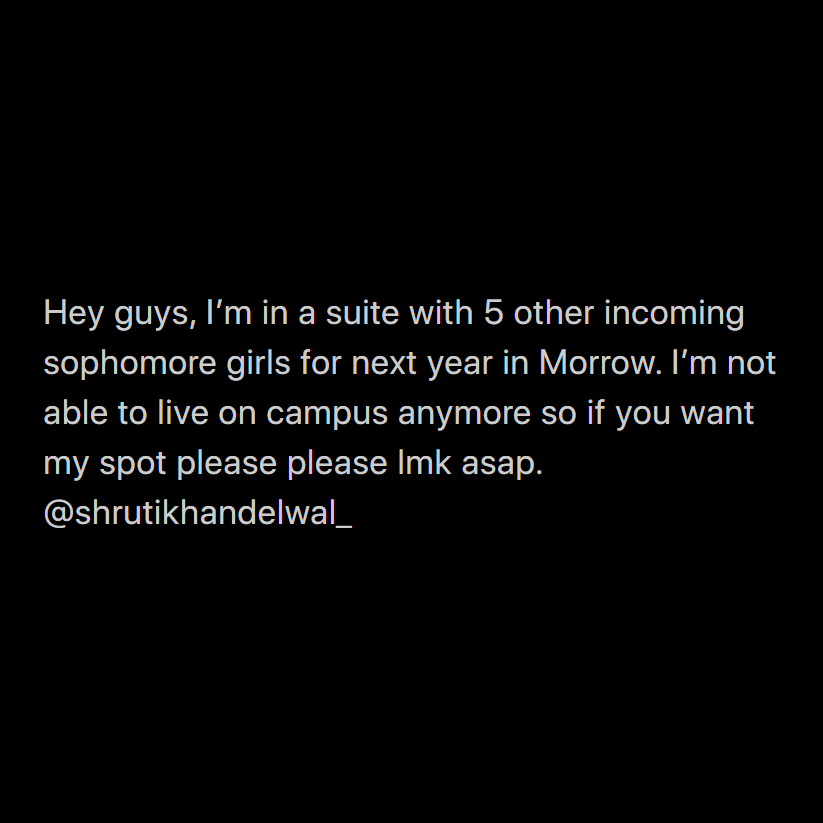 Hey guys, I’m in a suite with 5 other incoming
sophomore girls for next year in Morrow. I’m not
able to live on campus anymore so if you want
my spot please please lmk asap.
@shrutikhandelwal_